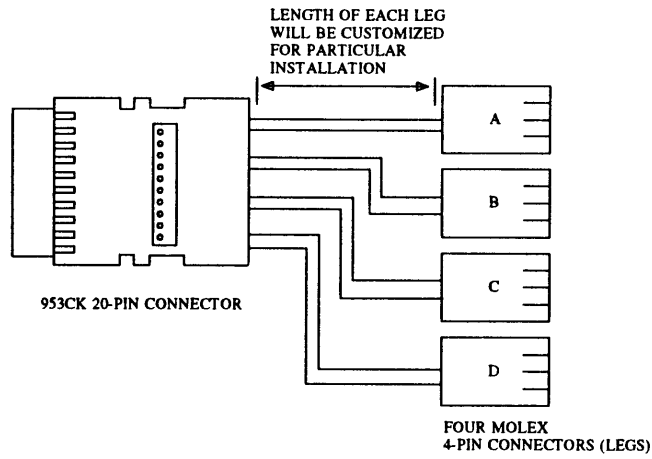 LENGTH OF EACH LEG
WILL BE CUSTOMIZED
FOR PARTICULAR
INSTALLATION
A
B
C
D
953CK 20-PIN CONNECTOR
FOUR MOLEX
4-PIN CONNECTORS (LEGS)